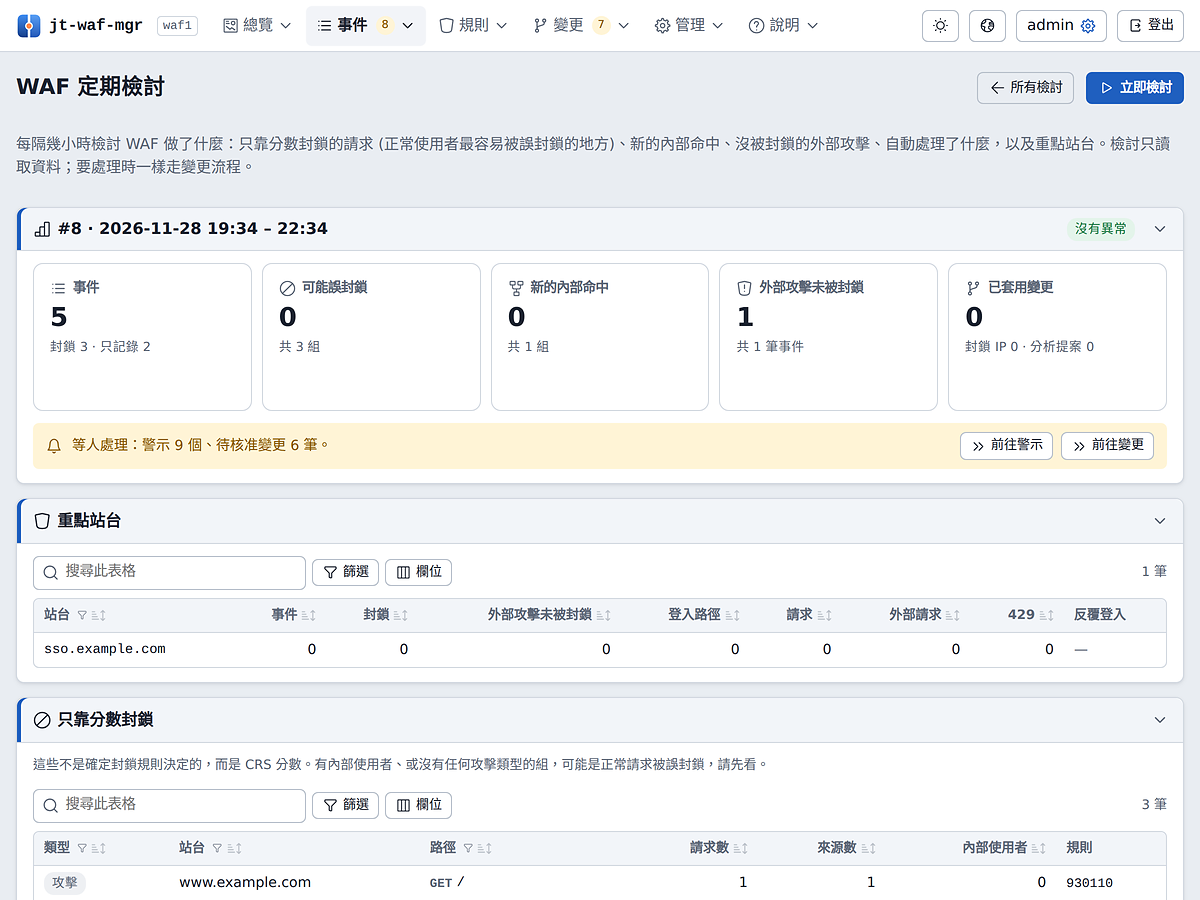 jt-waf-mgr waf1 總覽 事件 8 規則 變更 7 管理 說明 admin 登出
WAF 定期檢討
所有檢討 立即檢討
每隔幾小時檢討 WAF 做了什麼：只靠分數封鎖的請求 (正常使用者最容易被誤封鎖的地方)、新的內部命中、沒被封鎖的外部攻擊、自動處理了什麼，以及重點站台。檢討只讀
取資料；要處理時一樣走變更流程。
#8 · 2026-11-28 19:34 – 22:34 沒有異常
事件 可能誤封鎖 新的內部命中 外部攻擊未被封鎖 已套用變更
5 0 0 1 0
封鎖 3 · 只記錄 2 共 3 組 共 1 組 共 1 筆事件 封鎖 IP 0 · 分析提案 0
等人處理：警示 9 個、待核准變更 6 筆。 前往警示 前往變更
重點站台
搜尋此表格 篩選 欄位 1 筆
站台 事件 封鎖 外部攻擊未被封鎖 登入路徑 請求 外部請求 429 反覆登入
sso.example.com 0 0 0 0 0 0 0 —
只靠分數封鎖
這些不是確定封鎖規則決定的，而是 CRS 分數。有內部使用者、或沒有任何攻擊類型的組，可能是正常請求被誤封鎖，請先看。
搜尋此表格 篩選 欄位 3 筆
類型 站台 路徑 請求數 來源數 內部使用者 規則
攻擊 www.example.com GET / 1 1 0 930110